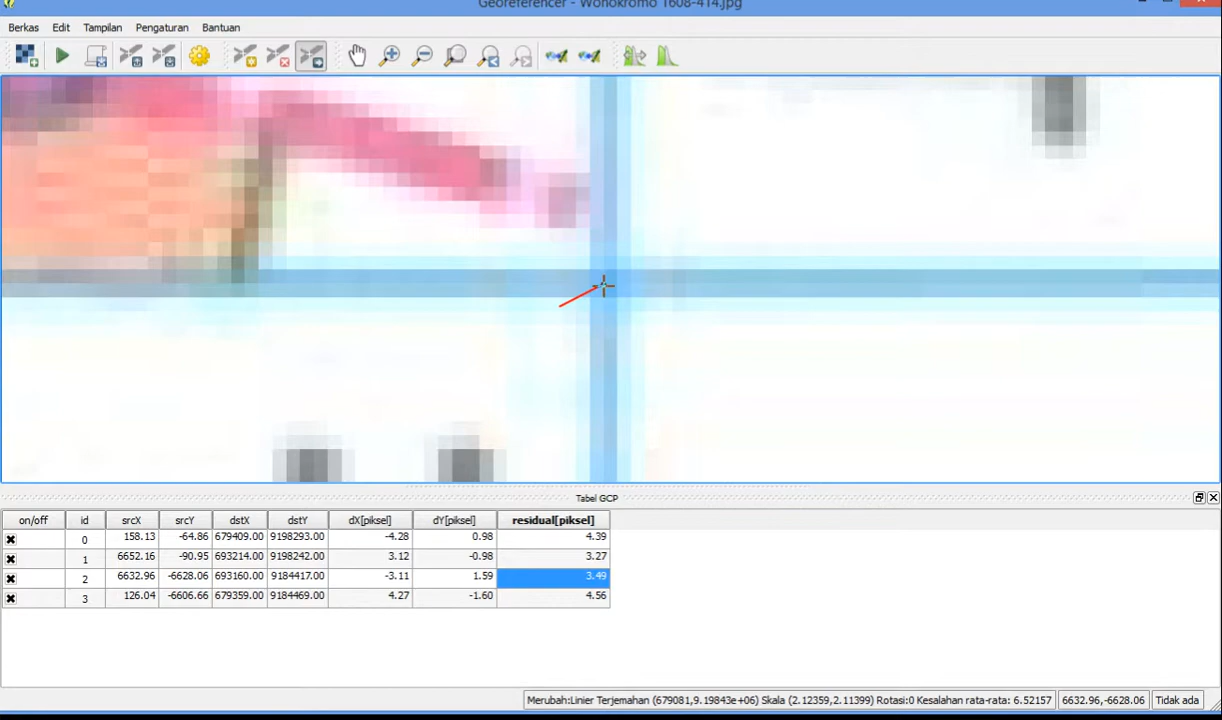 Georeferencer - Wonokromo 1608-414.jpg
Berkas Edit Tampilan Pengaturan Bantuan
Tabel GCP
on/off id srcX srcY dstX dstY dX[piksel] dY[piksel] residual[piksel]
0 158.13 -64.86 679409.00 9198293.00 -4.28 0.98 4.39
1 6652.16 -90.95 693214.00 9198242.00 3.12 -0.98 3.27
2 6632.96 -6628.06 693160.00 9184417.00 -3.11 1.59 3.49
3 126.04 -6606.66 679359.00 9184469.00 4.27 -1.60 4.56
Merubah:Linier Terjemahan (679081,9.19843e+06) Skala (2.12359,2.11399) Rotasi:0 Kesalahan rata-rata: 6.52157 6632.96,-6628.06 Tidak ada